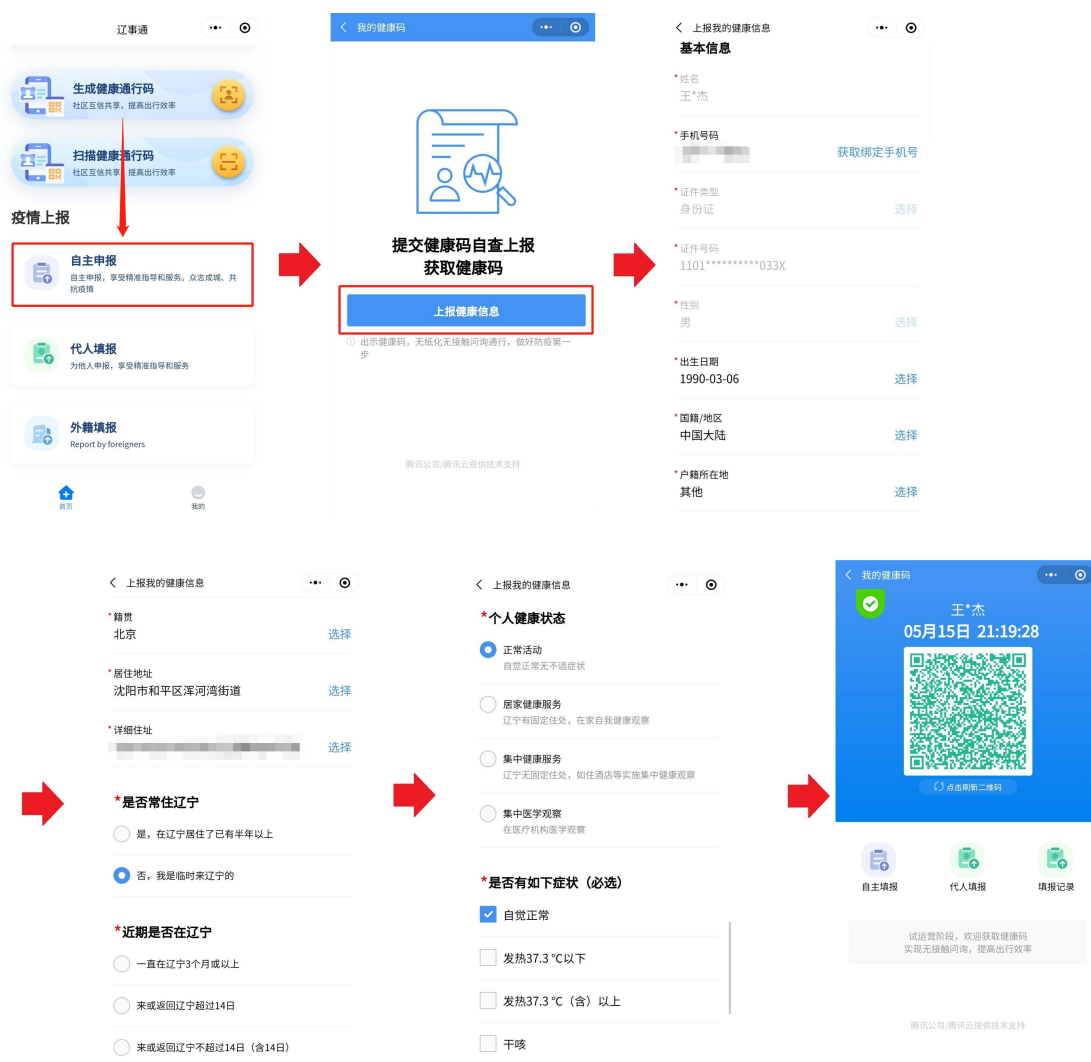 辽事通
生成健康通行码
社区互信共享，提高出行效率
扫描健康通行码
社区互信共享，提高出行效率
疫情上报
自主申报
自主申报，享受精准指导和服务。众志成城、共
抗疫情
代人填报
为他人申报，享受精准指导和服务
外籍填报
Report by foreigners
首页
我的
我的健康码
提交健康码自查上报
获取健康码
上报健康信息
出示健康码，无纸化无接触问询通行，做好防疫第一
步
腾讯公司/腾讯云提供技术支持
上报我的健康信息
基本信息
*姓名
王*杰
*手机号码
获取绑定手机号
*证件类型
身份证 选择
*证件号码
1101**********033X
*性别
男 选择
*出生日期
1990-03-06 选择
*国籍/地区
中国大陆 选择
*户籍所在地
其他 选择
上报我的健康信息
*籍贯
北京 选择
*居住地址
沈阳市和平区浑河湾街道 选择
*详细住址
选择
*是否常住辽宁
是，在辽宁居住了已有半年以上
否，我是临时来辽宁的
*近期是否在辽宁
一直在辽宁3个月或以上
来或返回辽宁超过14日
来或返回辽宁不超过14日（含14日）
上报我的健康信息
*个人健康状态
正常活动
自觉正常无不适症状
居家健康服务
辽宁有固定住处，在家自我健康观察
集中健康服务
辽宁无固定住处，如住酒店等实施集中健康观察
集中医学观察
在医疗机构医学观察
*是否有如下症状（必选）
自觉正常
发热37.3 ℃以下
发热37.3 ℃（含）以上
干咳
我的健康码
王*杰
05月15日 21:19:28
点击刷新二维码
自主填报
代人填报
填报记录
试运营阶段，欢迎获取健康码
实现无接触问询，提高出行效率
腾讯公司/腾讯云提供技术支持